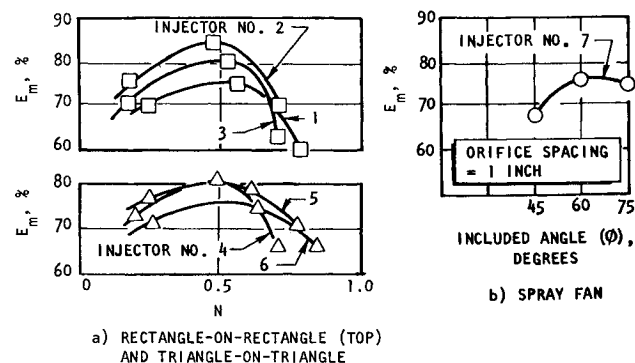 90
80
70
60
E_m, %
INJECTOR NO. 2
3
1
80
70
60
E_m, %
INJECTOR NO. 4
5
6
0
0.5
1.0
N
a) RECTANGLE-ON-RECTANGLE (TOP)
AND TRIANGLE-ON-TRIANGLE
90
80
70
60
E_m, %
INJECTOR NO. 7
ORIFICE SPACING
= 1 INCH
45
60
75
INCLUDED ANGLE (Ø),
DEGREES
b) SPRAY FAN